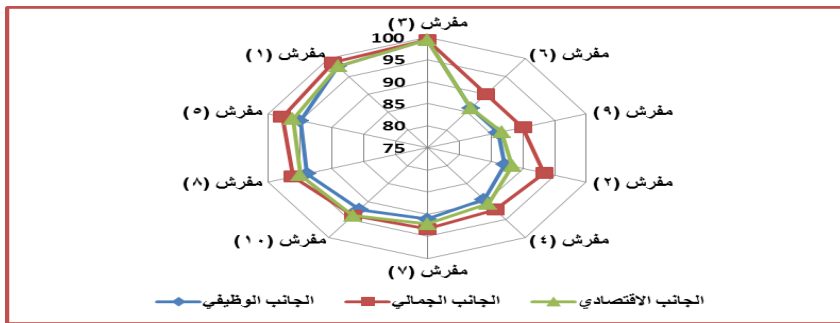 مفرش (٣)
مفرش (٦)
مفرش (٩)
مفرش (٢)
مفرش (٤)
مفرش (٧)
مفرش (١٠)
مفرش (٨)
مفرش (٥)
مفرش (١)
100
95
90
85
80
75
الجانب الوظيفي
الجانب الجمالي
الجانب الاقتصادي